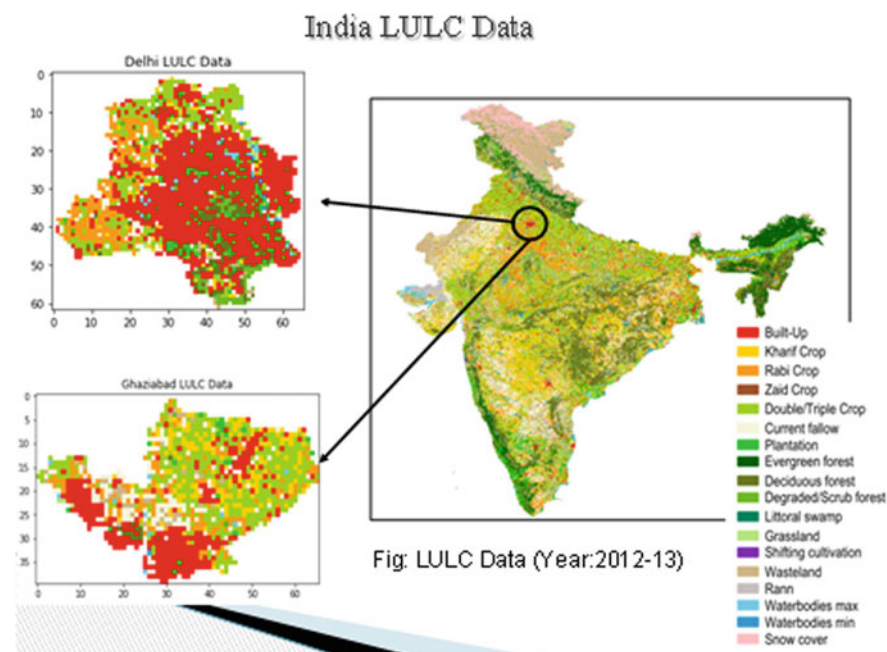 India LULC Data
Delhi LULC Data
0
10
20
30
40
50
60
0 10 20 30 40 50 60
Ghaziabad LULC Data
0
5
10
15
20
25
30
35
0 10 20 30 40 50 60
Fig: LULC Data (Year:2012-13)
Built-Up
Kharif Crop
Rabi Crop
Zaid Crop
Double/Triple Crop
Current fallow
Plantation
Evergreen forest
Deciduous forest
Degraded/Scrub forest
Littoral swamp
Grassland
Shifting cultivation
Wasteland
Rann
Waterbodies max
Waterbodies min
Snow cover